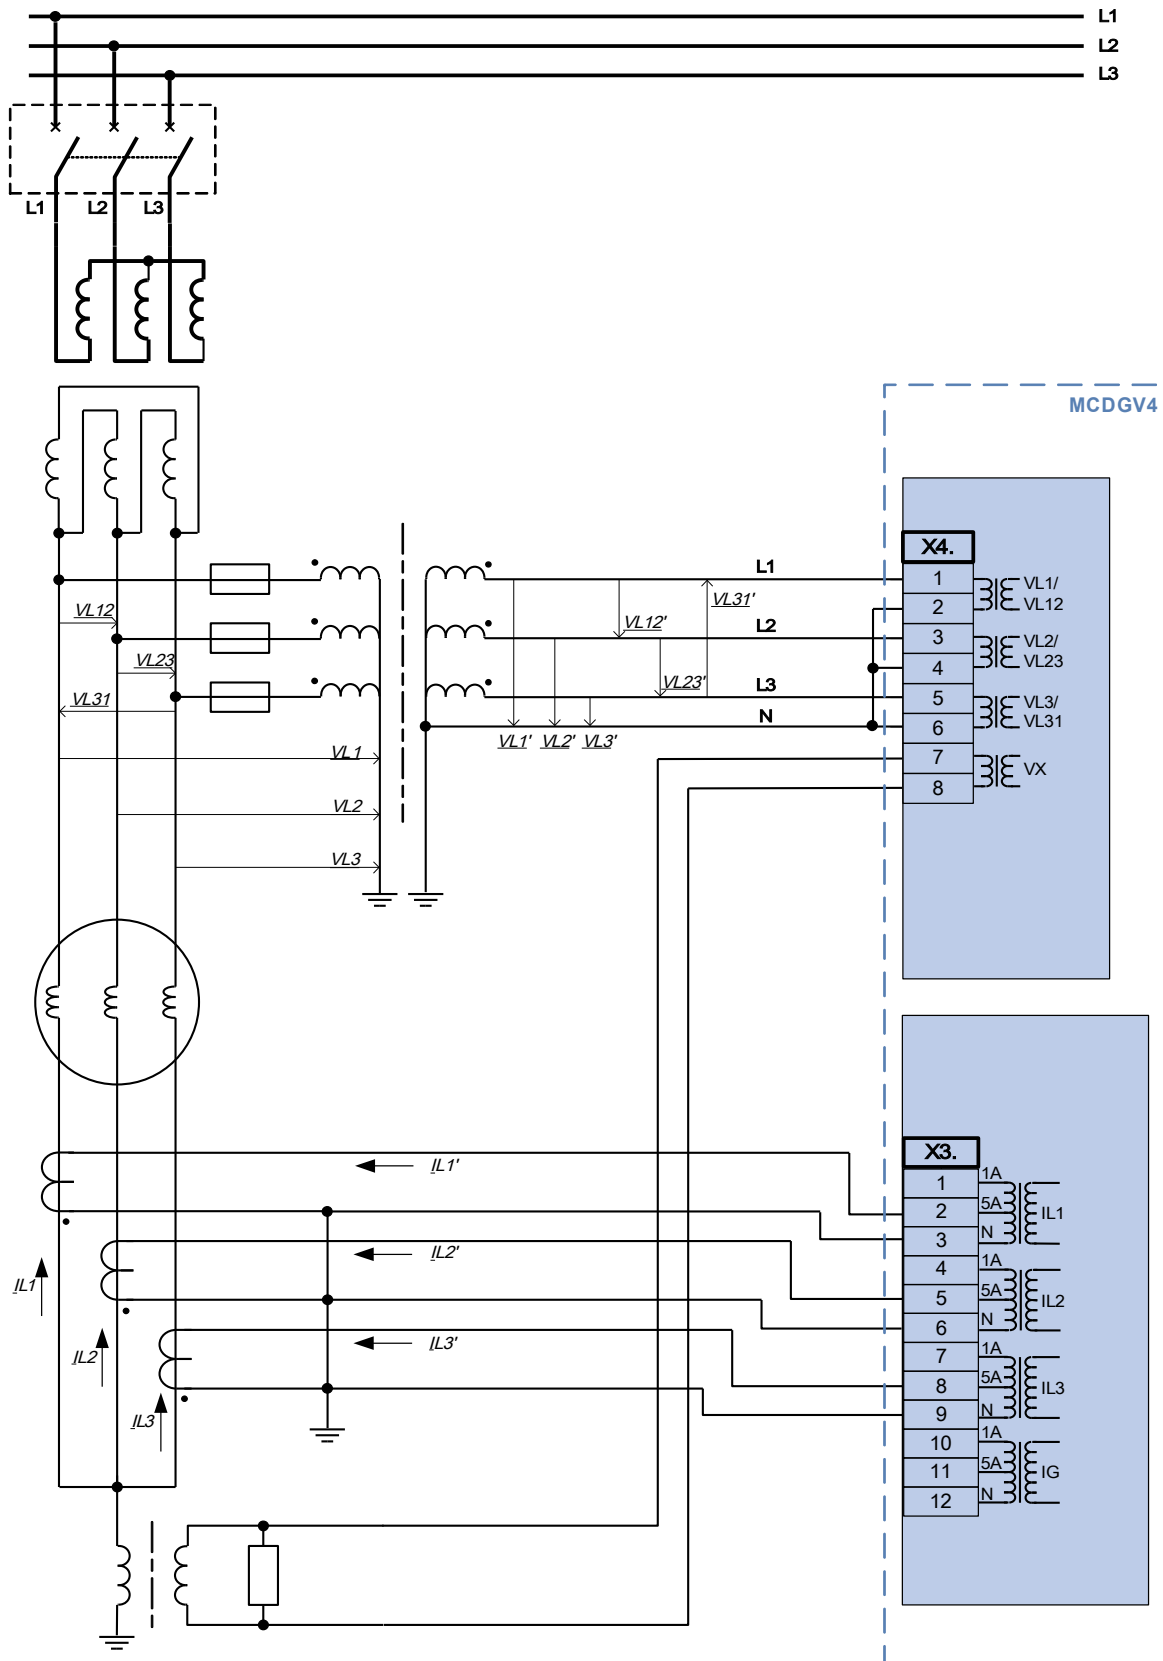 L1
L2
L3
L1 L2 L3
MCDGV4
X4.
1
2
3
4
5
6
7
8
VL1/
VL12
VL2/
VL23
VL3/
VL31
VX
L1
L2
L3
N
VL12
VL23
VL31
VL1
VL2
VL3
VL31'
VL12'
VL23'
VL1' VL2' VL3'
X3.
1
2
3
4
5
6
7
8
9
10
11
12
1A
5A
N
IL1
1A
5A
N
IL2
1A
5A
N
IL3
1A
5A
N
IG
IL1'
IL2'
IL3'
IL1
IL2
IL3